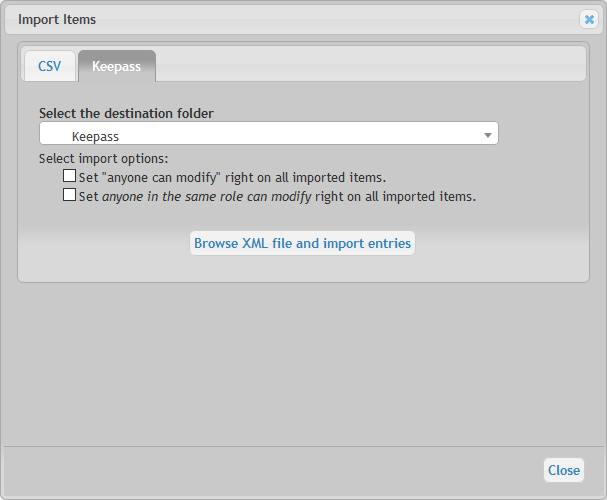 Import Items
CSV
Keepass
Select the destination folder
Keepass
Select import options:
Set "anyone can modify" right on all imported items.
Set anyone in the same role can modify right on all imported items.
Browse XML file and import entries
Close